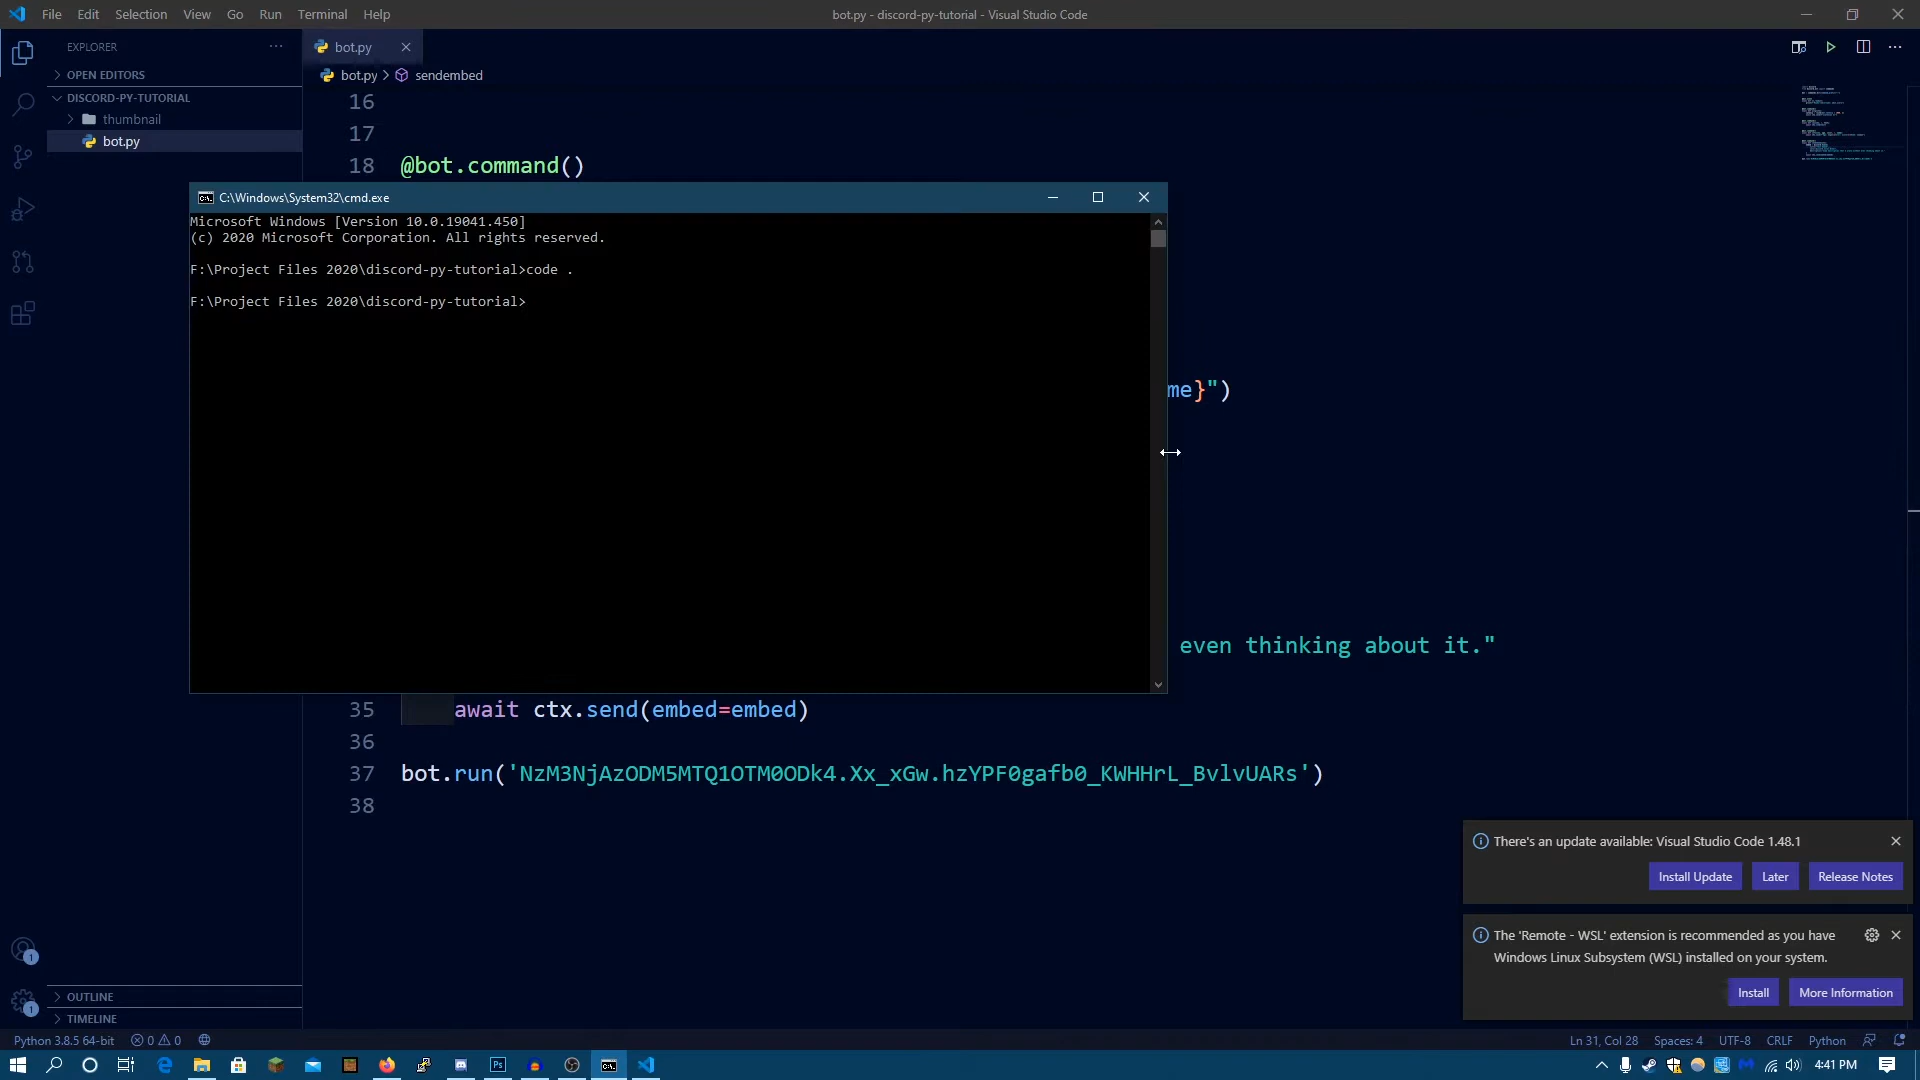 File Edit Selection View Go Run Terminal Help
bot.py - discord-py-tutorial - Visual Studio Code
EXPLORER ...
OPEN EDITORS
DISCORD-PY-TUTORIAL
thumbnail
bot.py
bot.py
bot.py > sendembed
16
17
18 @bot.command()
C:\Windows\System32\cmd.exe
Microsoft Windows [Version 10.0.19041.450]
(c) 2020 Microsoft Corporation. All rights reserved.
F:\Project Files 2020\discord-py-tutorial>code .
F:\Project Files 2020\discord-py-tutorial>
me}")
even thinking about it."
35 await ctx.send(embed=embed)
36
37 bot.run('NzM3NjAzODM5MTQ1OTM0ODk4.Xx_xGw.hzYPF0gafb0_KWHHrL_BvlvUARs')
38
There's an update available: Visual Studio Code 1.48.1
Install Update Later Release Notes
The 'Remote - WSL' extension is recommended as you have
Windows Linux Subsystem (WSL) installed on your system.
Install More Information
1
1
OUTLINE
TIMELINE
Python 3.8.5 64-bit 0 0
Ln 31, Col 28 Spaces: 4 UTF-8 CRLF Python
4:41 PM